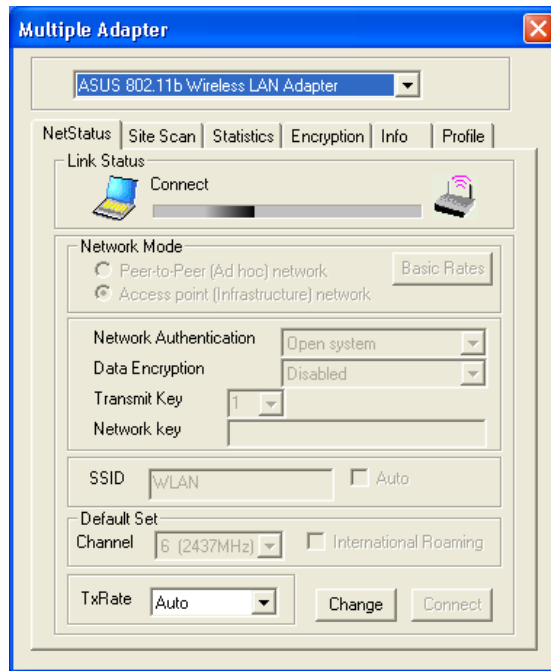 Multiple Adapter
ASUS 802.11b Wireless LAN Adapter
NetStatus Site Scan Statistics Encryption Info Profile
Link Status
Connect
Network Mode
Peer-to-Peer (Ad hoc) network
Basic Rates
Access point (Infrastructure) network
Network Authentication Open system
Data Encryption Disabled
Transmit Key 1
Network key
SSID WLAN Auto
Default Set
Channel 6 (2437MHz) International Roaming
TxRate Auto Change Connect